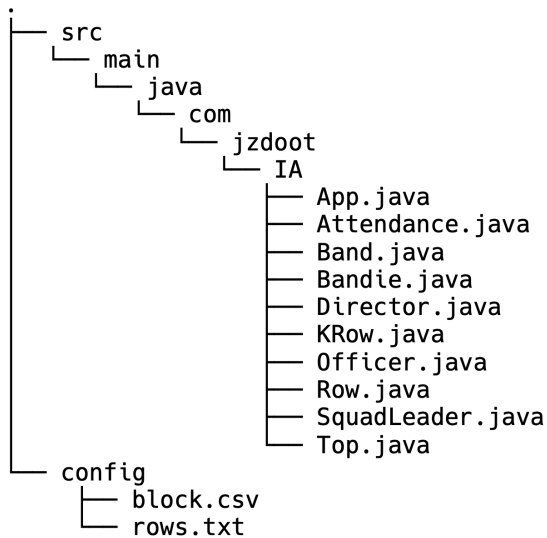 .
src
main
java
com
jzdoot
IA
App.java
Attendance.java
Band.java
Bandie.java
Director.java
KRow.java
Officer.java
Row.java
SquadLeader.java
Top.java
config
block.csv
rows.txt